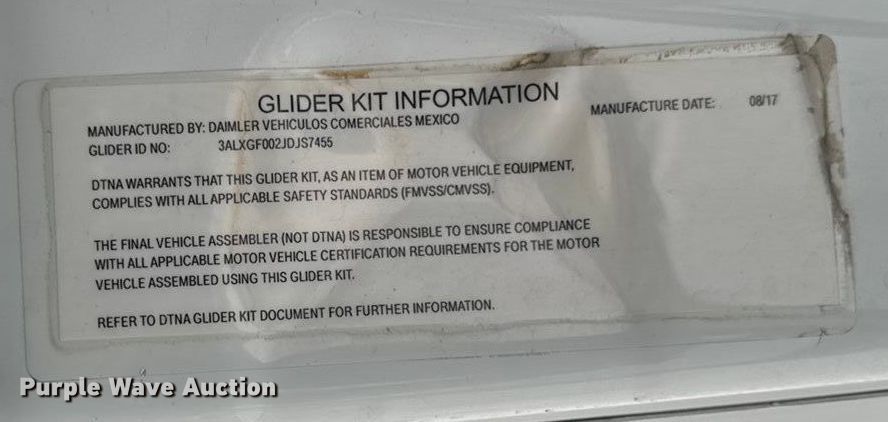 GLIDER KIT INFORMATION
MANUFACTURED BY: DAIMLER VEHICULOS COMERCIALES MEXICO
MANUFACTURE DATE: 08/17
GLIDER ID NO: 3ALXGF002JDJS7455
DTNA WARRANTS THAT THIS GLIDER KIT, AS AN ITEM OF MOTOR VEHICLE EQUIPMENT,
COMPLIES WITH ALL APPLICABLE SAFETY STANDARDS (FMVSS/CMVSS).
THE FINAL VEHICLE ASSEMBLER (NOT DTNA) IS RESPONSIBLE TO ENSURE COMPLIANCE
WITH ALL APPLICABLE MOTOR VEHICLE CERTIFICATION REQUIREMENTS FOR THE MOTOR
VEHICLE ASSEMBLED USING THIS GLIDER KIT.
REFER TO DTNA GLIDER KIT DOCUMENT FOR FURTHER INFORMATION.
Purple Wave Auction